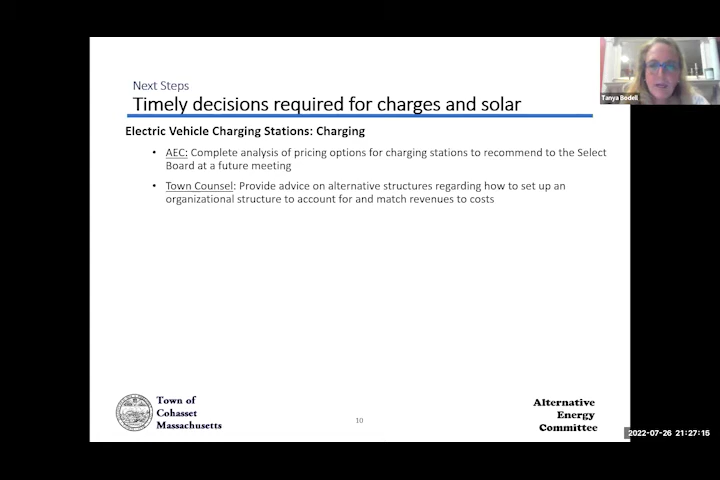 Next Steps
Timely decisions required for charges and solar
Electric Vehicle Charging Stations: Charging
• AEC: Complete analysis of pricing options for charging stations to recommend to the Select
Board at a future meeting
• Town Counsel: Provide advice on alternative structures regarding how to set up an
organizational structure to account for and match revenues to costs
Town of
Cohasset
Massachusetts
10
Alternative
Energy
Committee
Tanya Bodell
2022-07-26 21:27:15